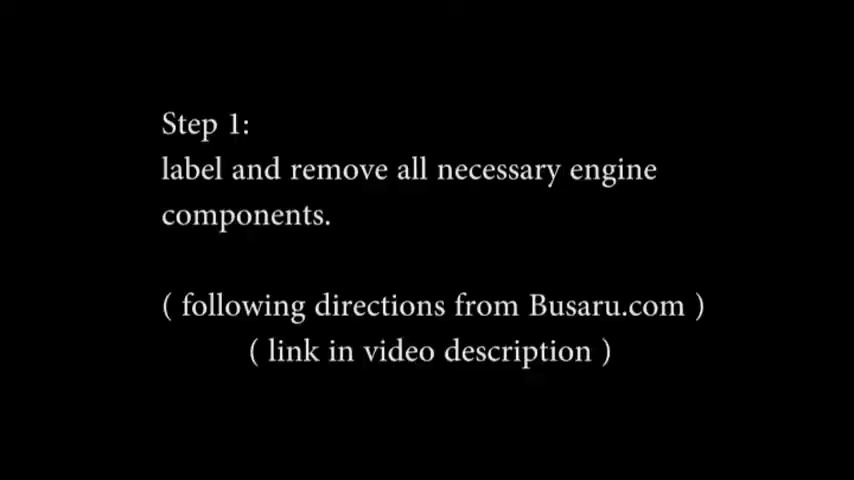 Step 1:
label and remove all necessary engine
components.
( following directions from Busaru.com )
( link in video description )